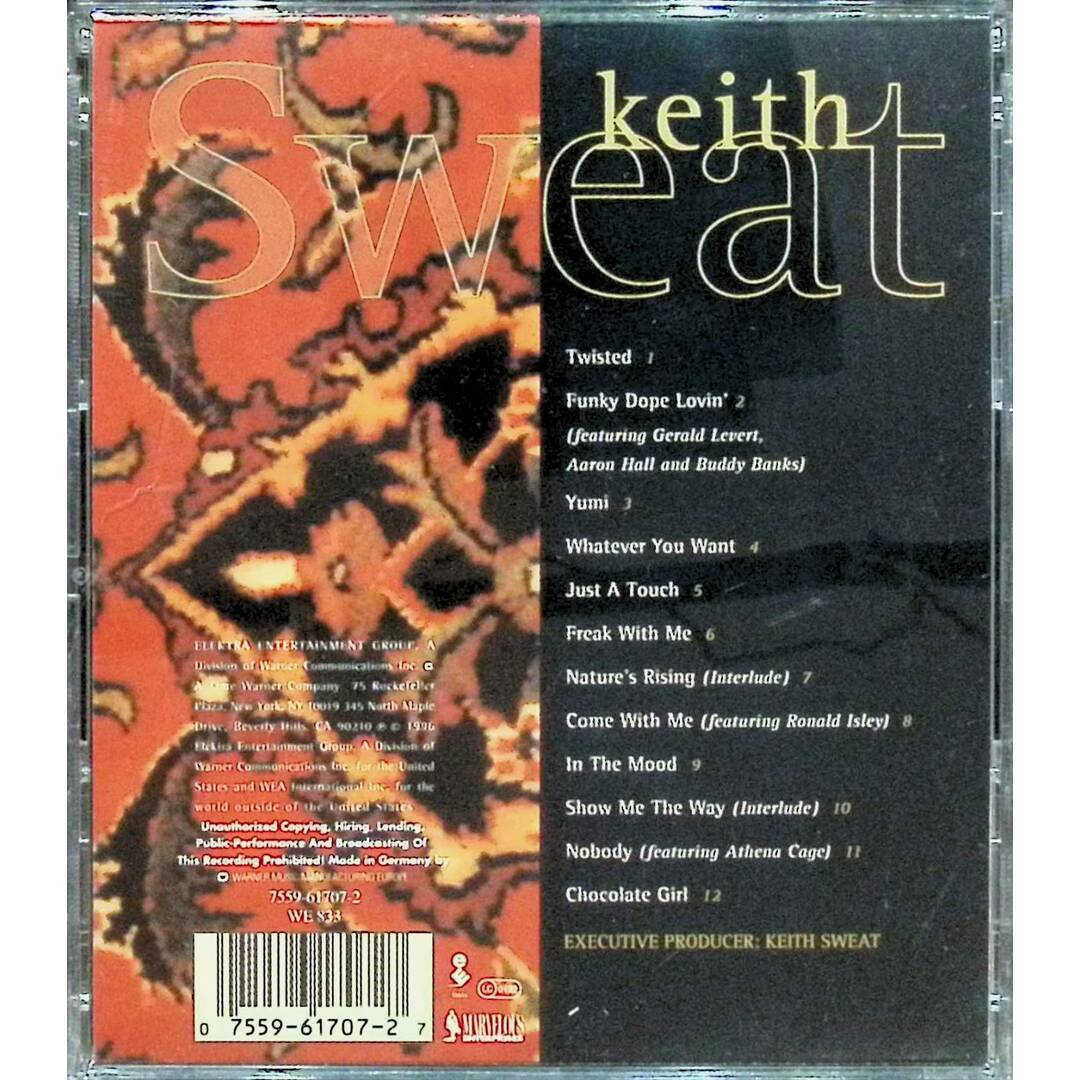 keith
Sweat
Twisted 1
Funky Dope Lovin' 2
(featuring Gerald Levert,
Aaron Hall and Buddy Banks)
Yumi 3
Whatever You Want 4
Just A Touch 5
Freak With Me 6
Nature's Rising (Interlude) 7
Come With Me (featuring Ronald Isley) 8
In The Mood 9
Show Me The Way (Interlude) 10
Nobody (featuring Athena Cage) 11
Chocolate Girl 12
EXECUTIVE PRODUCER: KEITH SWEAT
ELEKTRA ENTERTAINMENT GROUP, A
Division of Warner Communications Inc.
A Time Warner Company 75 Rockefeller
Plaza, New York, NY 10019 345 North Maple
Drive, Beverly Hills, CA 90210 ℗ © 1996
Elektra Entertainment Group, A Division of
Warner Communications Inc. for the United
States and WEA International Inc. for the
world outside of the United States
Unauthorized Copying, Hiring, Lending,
Public-Performance And Broadcasting Of
This Recording Prohibited! Made in Germany by
WARNER MUSIC MANUFACTURING EUROPE
7559-61707-2
WE 833
0 7559-61707-2 7
LC
MARVELOUS
ENTERPRISES